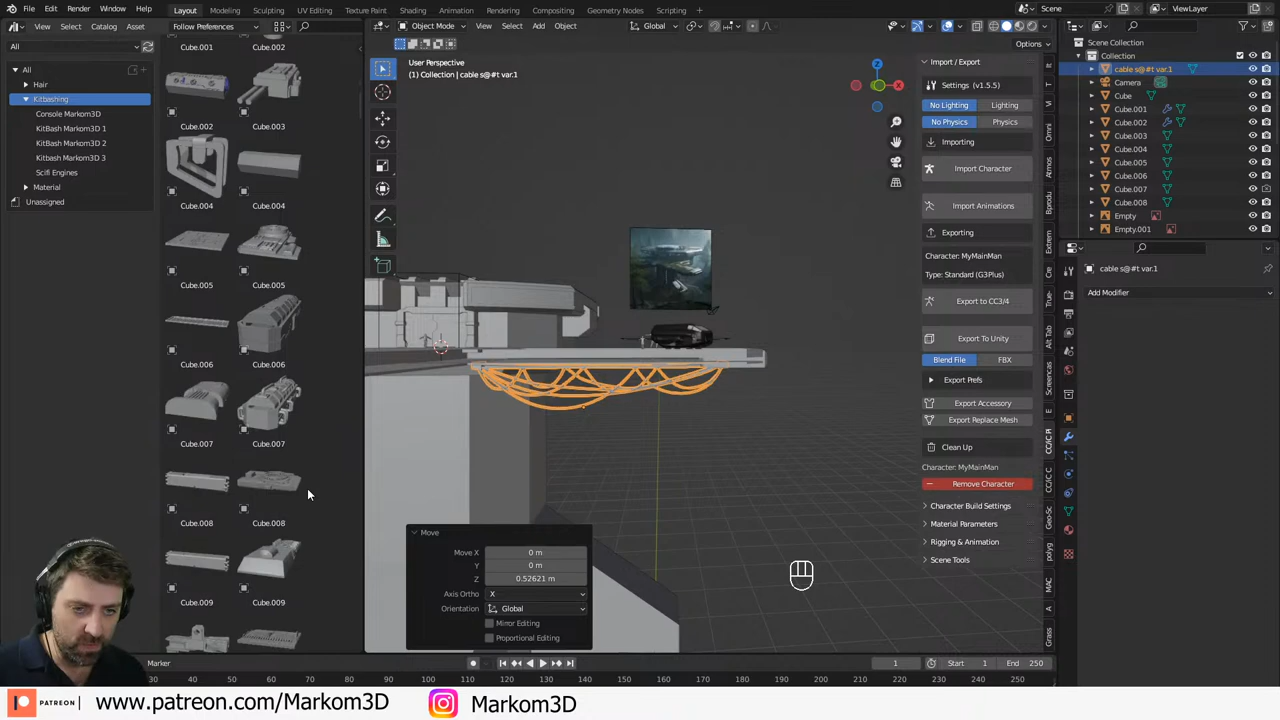 File Edit Render Window Help Layout Modeling Sculpting UV Editing Texture Paint Shading Animation Rendering Compositing Geometry Nodes Scripting Scene ViewLayer
View Select Catalog Asset Follow Preferences Object Mode View Select Add Object Global
All
Options
All
Hair
Kitbashing
Console Markom3D
KitBash Markom3D 1
KitBash Markom3D 2
KitBash Markom3D 3
Scifi Engines
Material
Unassigned
Cube.001 Cube.002
Cube.002 Cube.003
Cube.004 Cube.004
Cube.005 Cube.005
Cube.006 Cube.006
Cube.007 Cube.007
Cube.008 Cube.008
Cube.009 Cube.009
User Perspective
(1) Collection | cable s@#t var.1
Move
Move X 0 m
Y 0 m
Z 0.52621 m
Axis Ortho X
Orientation Global
Mirror Editing
Proportional Editing
Import / Export
Settings (v1.5.5)
No Lighting Lighting
No Physics Physics
Importing
Import Character
Import Animations
Exporting
Character: MyMainMan
Type: Standard (G3Plus)
Export to CC3/4
Export To Unity
Blend File FBX
Export Prefs
Export Accessory
Export Replace Mesh
Clean Up
Character: MyMainMan
Remove Character
Character Build Settings
Material Parameters
Rigging & Animation
Scene Tools
Scene Collection
Collection
cable s@#t var.1
Camera
Cube
Cube.001
Cube.002
Cube.003
Cube.004
Cube.005
Cube.006
Cube.007
Cube.008
Empty
Empty.001
cable s@#t var.1
Add Modifier
Marker 1 Start 1 End 250
30 40 50 60 70 80 90 100 110 120 130 140 150 160 170 180 190 200 210 220 230 240 250
PATREON www.patreon.com/Markom3D Markom3D